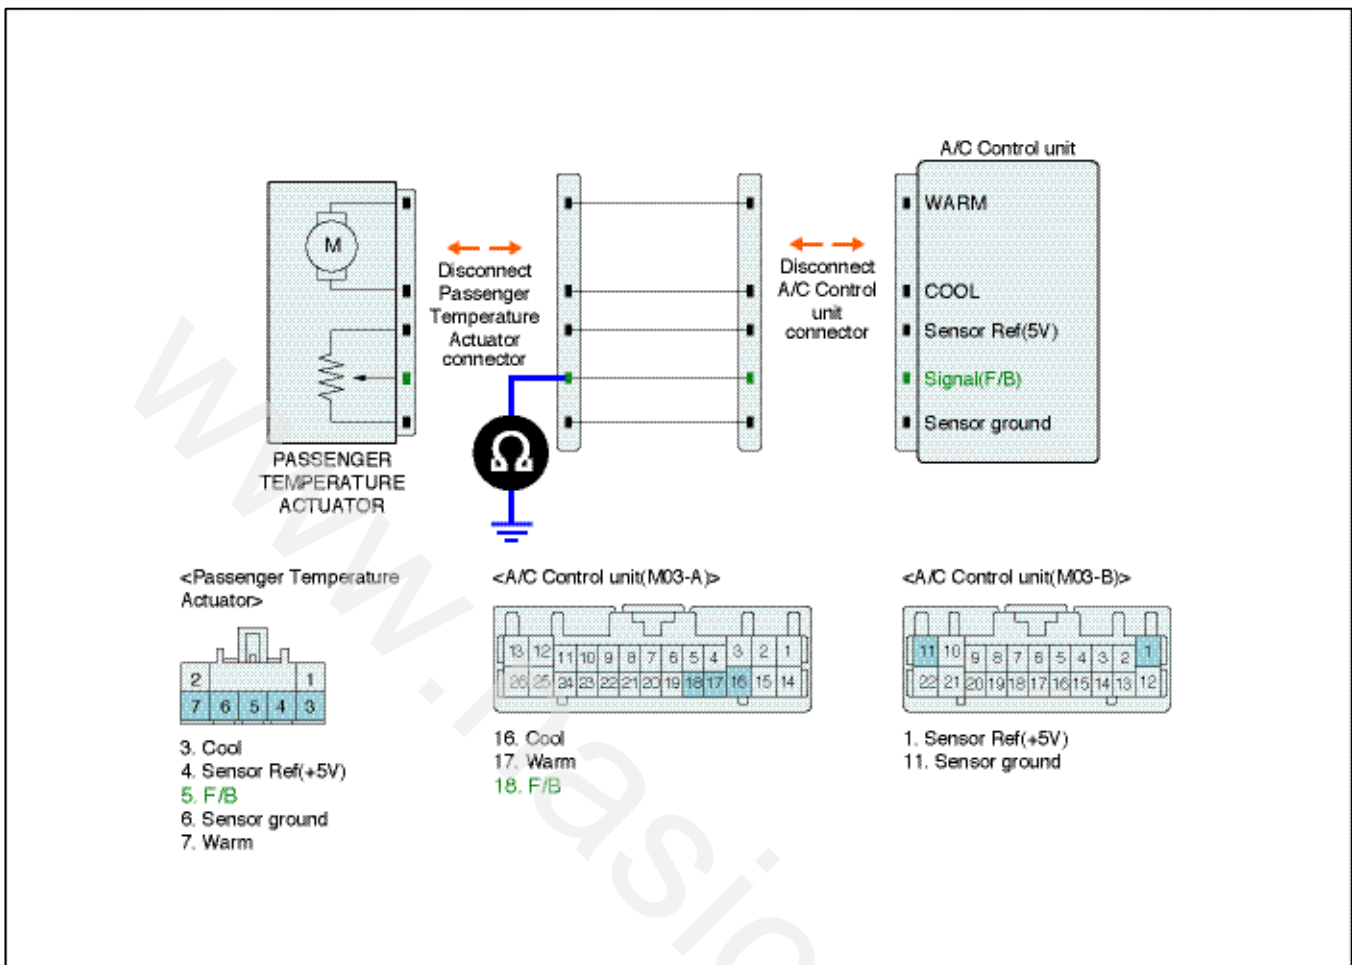 A/C Control unit
WARM
COOL
Sensor Ref(5V)
Signal(F/B)
Sensor ground
M
Disconnect
Passenger
Temperature
Actuator
connector
Disconnect
A/C Control
unit
connector
Ω
PASSENGER
TEMPERATURE
ACTUATOR
<Passenger Temperature
Actuator>
2 1
7 6 5 4 3
3. Cool
4. Sensor Ref(+5V)
5. F/B
6. Sensor ground
7. Warm
<A/C Control unit(M03-A)>
13 12 11 10 9 8 7 6 5 4 3 2 1
26 25 24 23 22 21 20 19 18 17 16 15 14
16. Cool
17. Warm
18. F/B
<A/C Control unit(M03-B)>
11 10 9 8 7 6 5 4 3 2 1
22 21 20 19 18 17 16 15 14 13 12
1. Sensor Ref(+5V)
11. Sensor ground